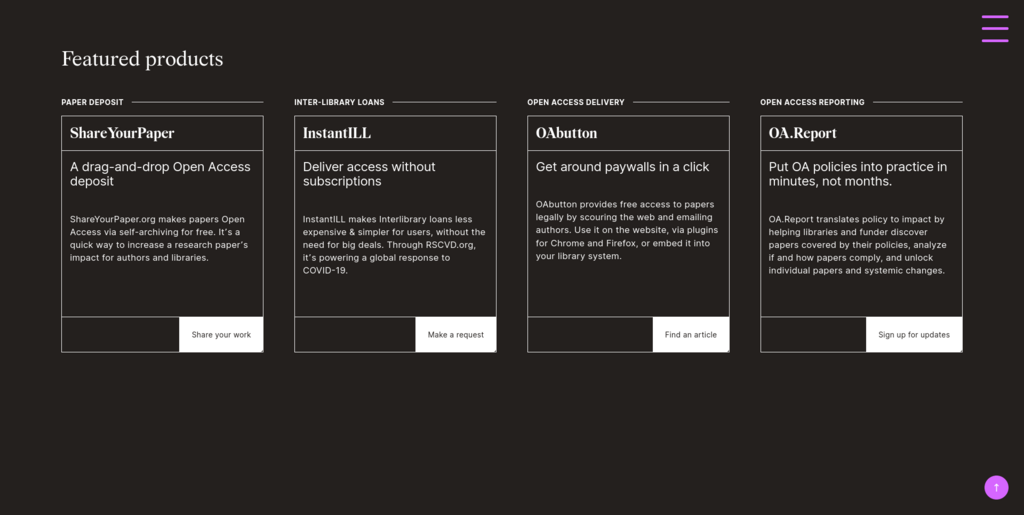 Featured products
PAPER DEPOSIT
ShareYourPaper
A drag-and-drop Open Access
deposit
ShareYourPaper.org makes papers Open
Access via self-archiving for free. It's a
quick way to increase a research paper's
impact for authors and libraries.
Share your work
INTER-LIBRARY LOANS
InstantILL
Deliver access without
subscriptions
InstantILL makes Interlibrary loans less
expensive & simpler for users, without the
need for big deals. Through RSCVD.org,
it's powering a global response to
COVID-19.
Make a request
OPEN ACCESS DELIVERY
OAbutton
Get around paywalls in a click
OAbutton provides free access to papers
legally by scouring the web and emailing
authors. Use it on the website, via plugins
for Chrome and Firefox, or embed it into
your library system.
Find an article
OPEN ACCESS REPORTING
OA.Report
Put OA policies into practice in
minutes, not months.
OA.Report translates policy to impact by
helping libraries and funder discover
papers covered by their policies, analyze
if and how papers comply, and unlock
individual papers and systemic changes.
Sign up for updates